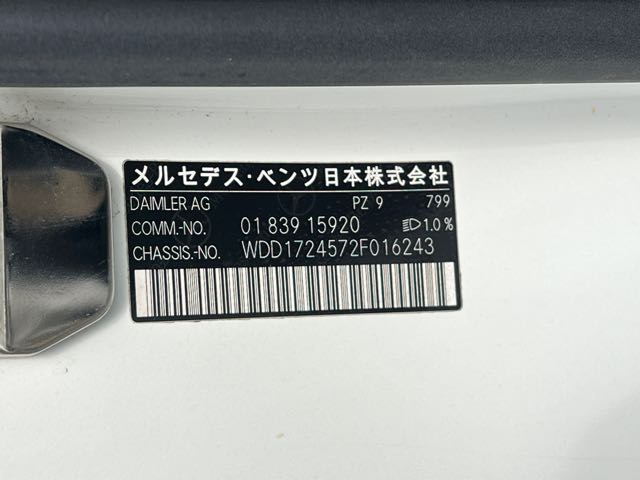 メルセデス・ベンツ日本株式会社
DAIMLER AG PZ 9 799
COMM.-NO. 01 839 15920 1.0%
CHASSIS.-NO. WDD1724572F016243